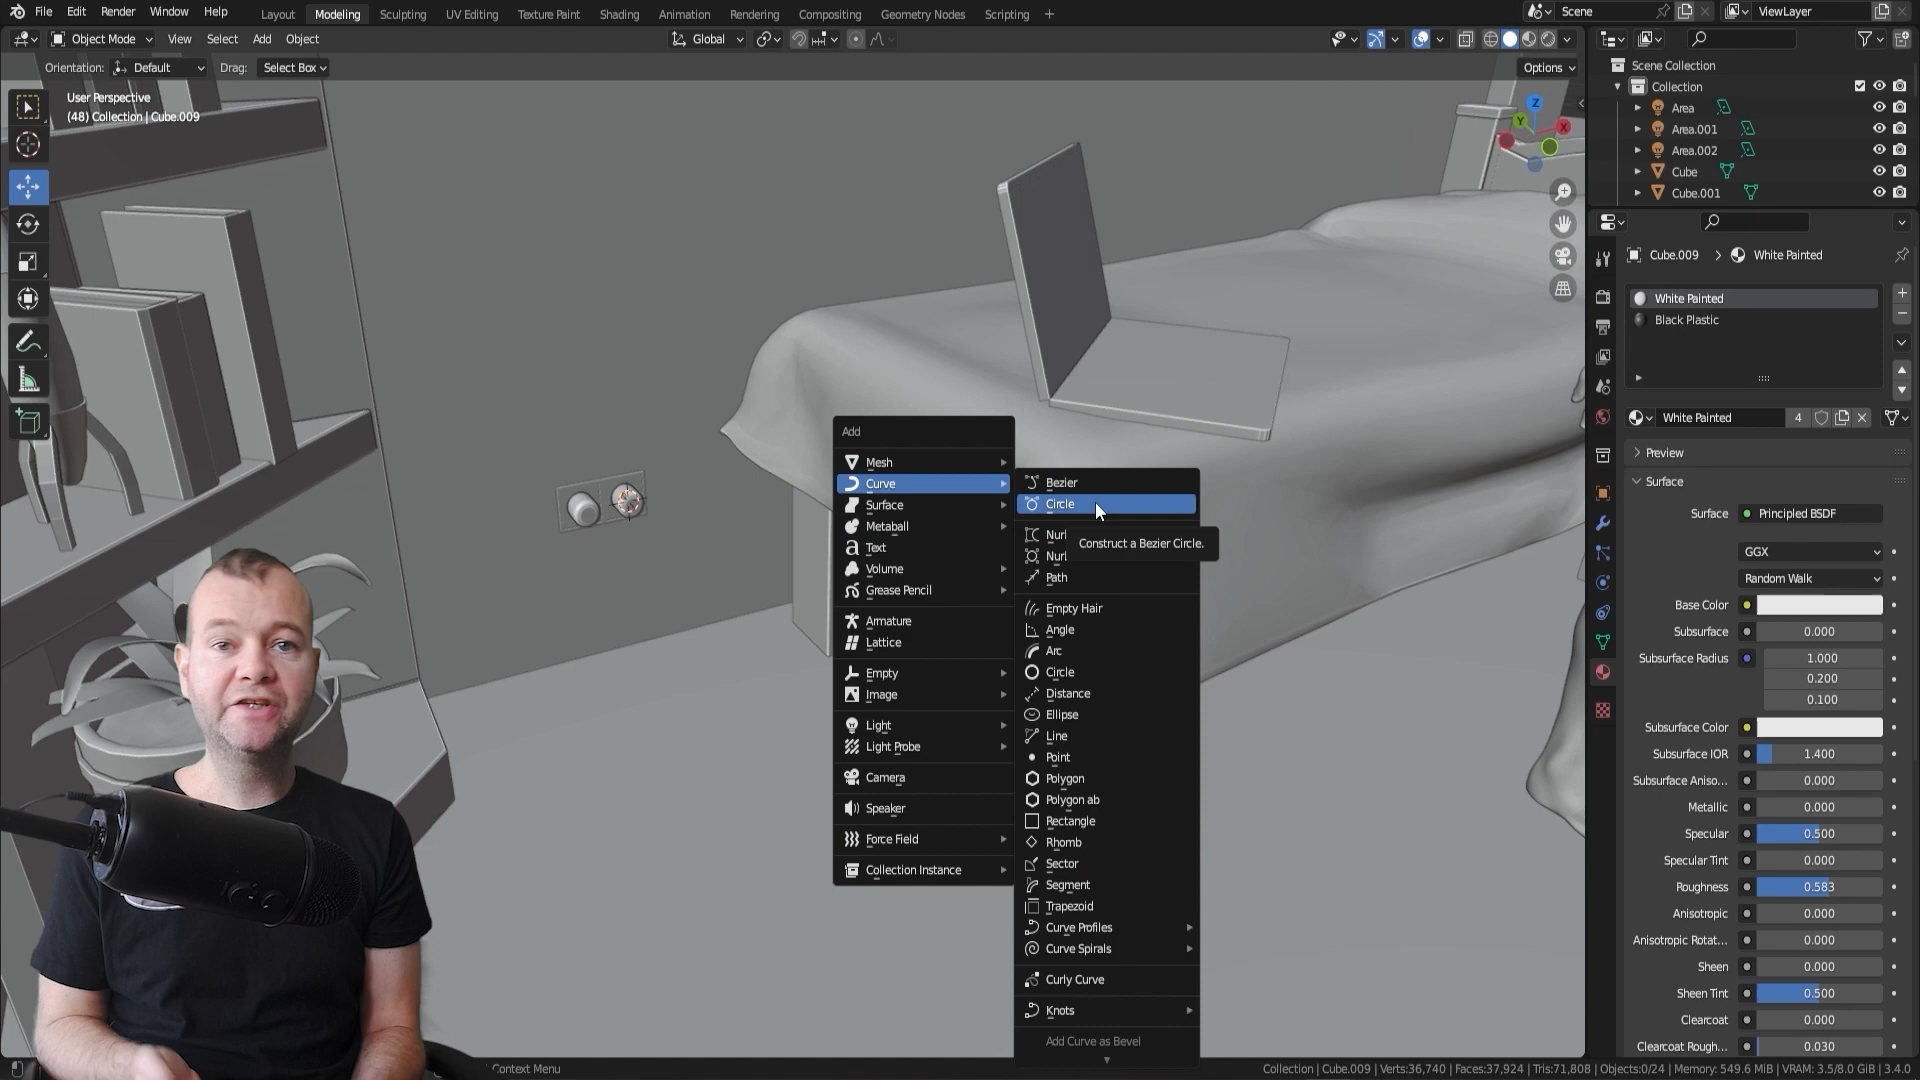 File Edit Render Window Help
Layout Modeling Sculpting UV Editing Texture Paint Shading Animation Rendering Compositing Geometry Nodes Scripting +
Scene
ViewLayer
Object Mode View Select Add Object
Global
Orientation: Default Drag: Select Box
Options
User Perspective
(48) Collection | Cube.009
Z
Y
X
Add
Mesh
Curve
Surface
Metaball
Text
Volume
Grease Pencil
Armature
Lattice
Empty
Image
Light
Light Probe
Camera
Speaker
Force Field
Collection Instance
Bezier
Circle
Construct a Bezier Circle.
Path
Empty Hair
Angle
Arc
Circle
Distance
Ellipse
Line
Point
Polygon
Polygon ab
Rectangle
Rhomb
Sector
Segment
Trapezoid
Curve Profiles
Curve Spirals
Curly Curve
Knots
Add Curve as Bevel
Scene Collection
Collection
Area
Area.001
Area.002
Cube
Cube.001
Cube.009 > White Painted
White Painted
Black Plastic
White Painted 4
Preview
Surface
Surface Principled BSDF
GGX
Random Walk
Base Color
Subsurface 0.000
Subsurface Radius 1.000
0.200
0.100
Subsurface Color
Subsurface IOR 1.400
Subsurface Aniso... 0.000
Metallic 0.000
Specular 0.500
Specular Tint 0.000
Roughness 0.583
Anisotropic 0.000
Anisotropic Rotat... 0.000
Sheen 0.000
Sheen Tint 0.500
Clearcoat 0.000
Clearcoat Rough... 0.030
Context Menu
Collection | Cube.009 | Verts:36,740 | Faces:37,924 | Tris:71,808 | Objects:0/24 | Memory: 549.6 MiB | VRAM: 3.5/8.0 GiB | 3.4.0